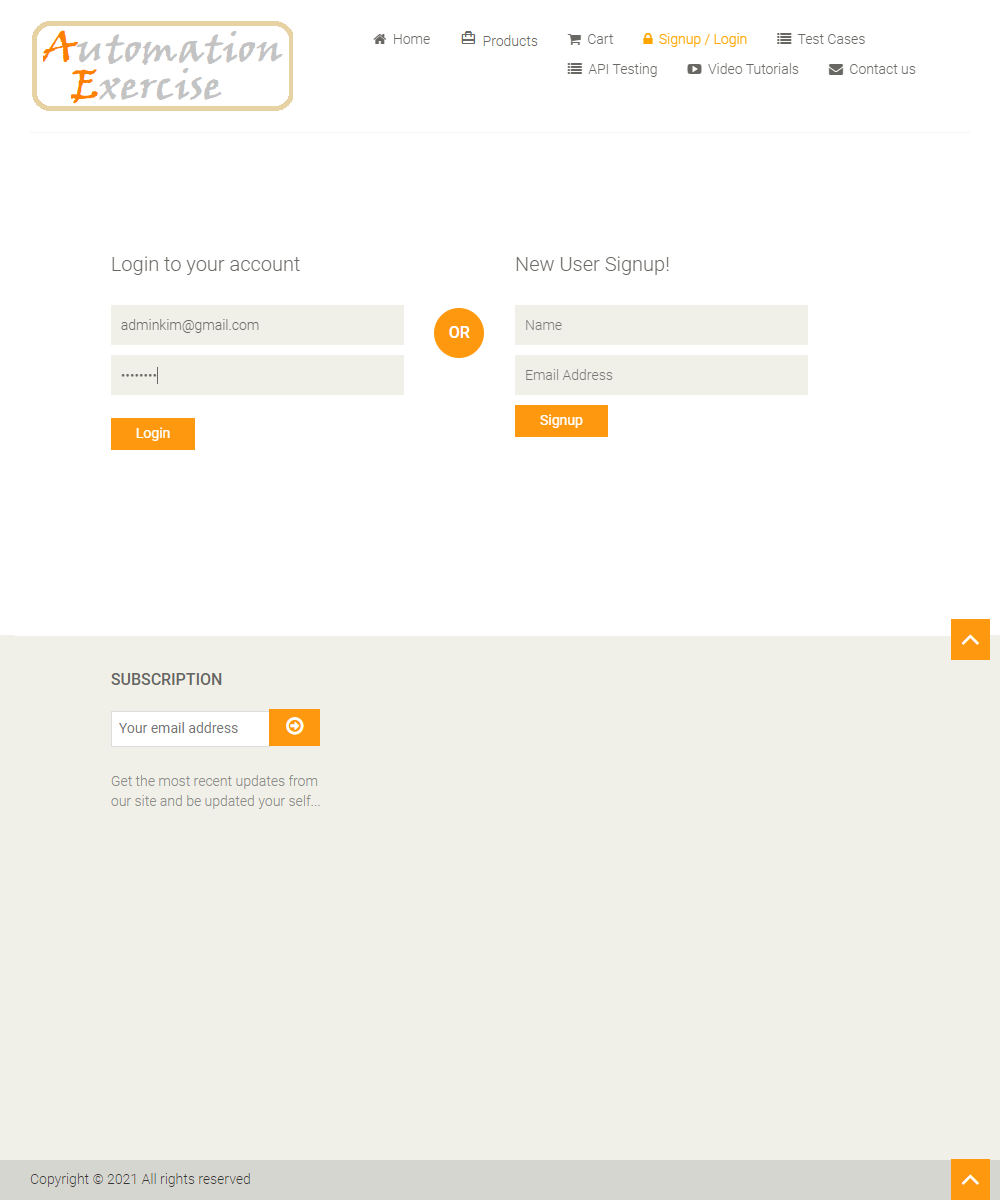 Automation
Exercise
Home
Products
Cart
Signup / Login
Test Cases
API Testing
Video Tutorials
Contact us
Login to your account
adminkim@gmail.com
••••••••
Login
OR
New User Signup!
Name
Email Address
Signup
SUBSCRIPTION
Your email address
Get the most recent updates from
our site and be updated your self...
Copyright © 2021 All rights reserved